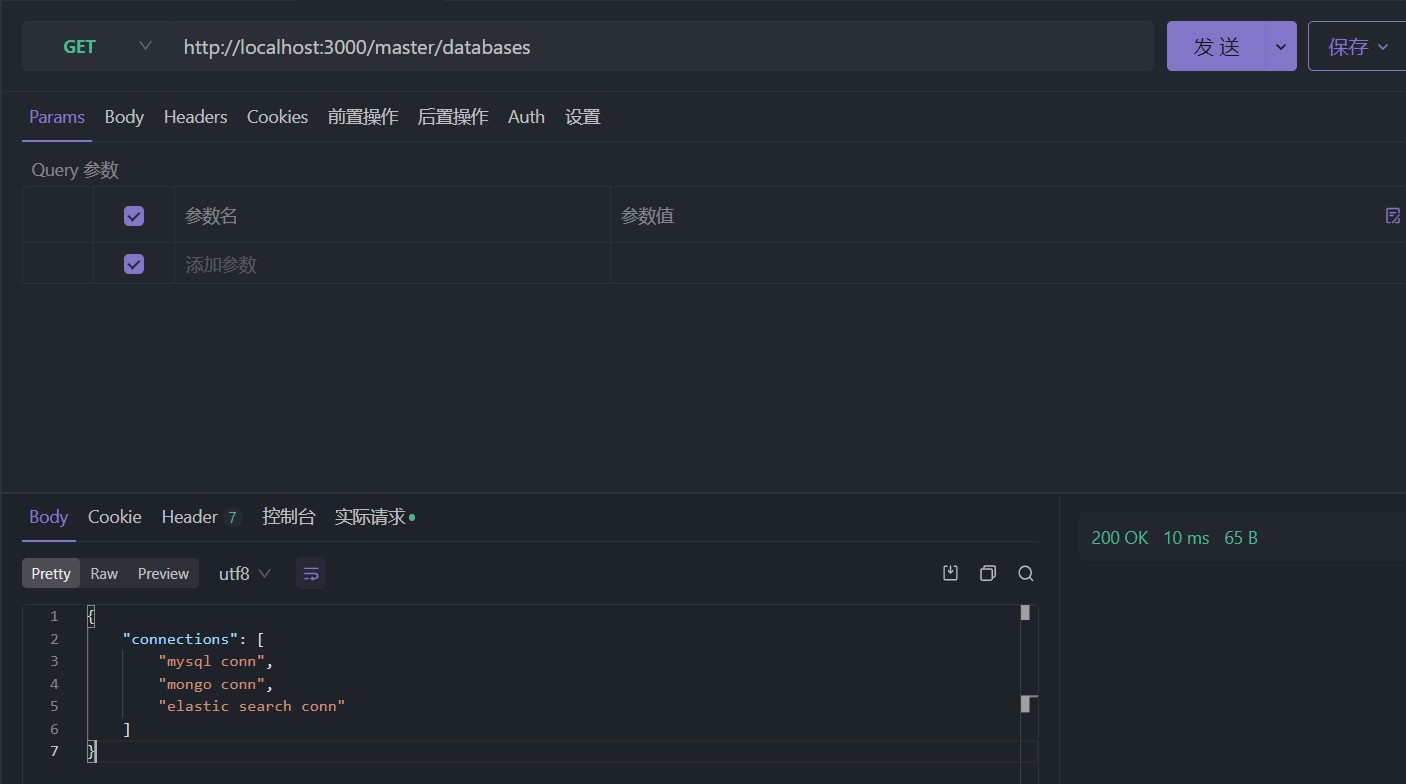 GET http://localhost:3000/master/databases 发 送 保存
Params Body Headers Cookies 前置操作 后置操作 Auth 设置
Query 参数
参数名 参数值
添加参数
Body Cookie Header 7 控制台 实际请求
200 OK 10 ms 65 B
Pretty Raw Preview utf8
1 {
2 "connections": [
3 "mysql conn",
4 "mongo conn",
5 "elastic search conn"
6 ]
7 }